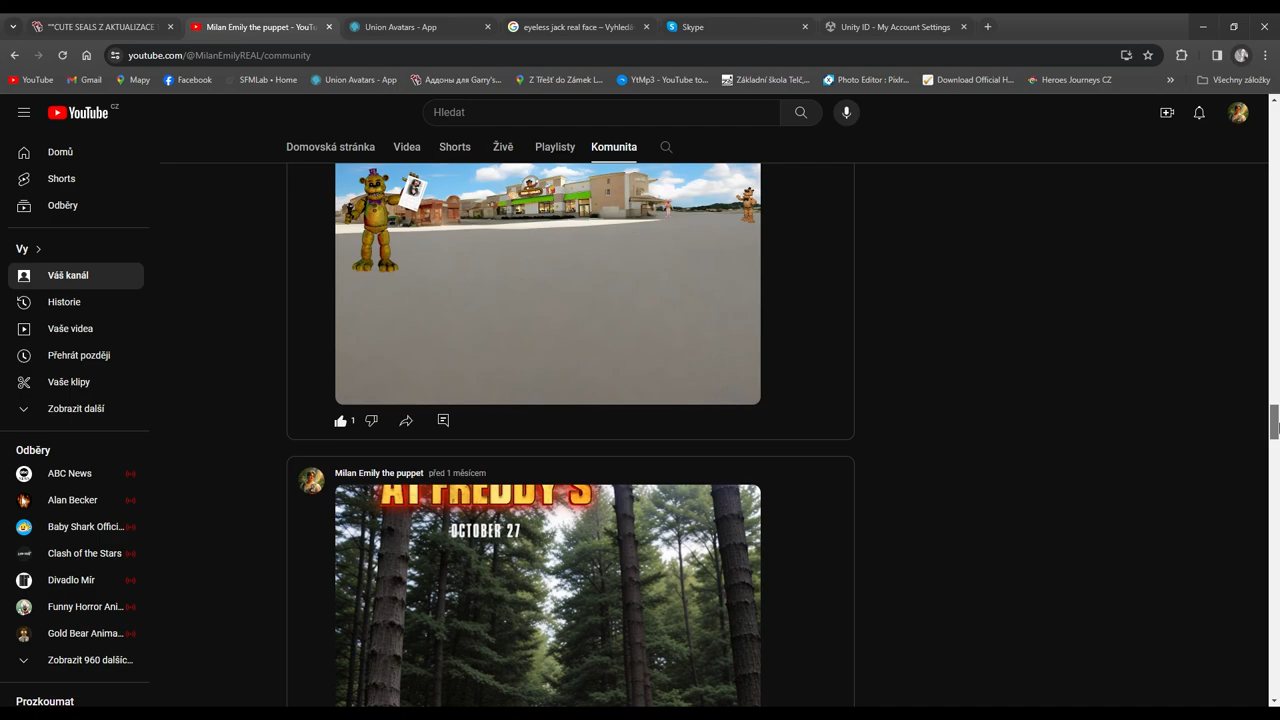 "*CUTE SEALS Z AKTUALIZACE
Milan Emily the puppet - YouTu
Union Avatars - App
eyeless jack real face – Vyhledá
Skype
Unity ID - My Account Settings
youtube.com/@MilanEmilyREAL/community
YouTube
Gmail
Mapy
Facebook
SFMLab • Home
Union Avatars - App
Аддоны для Garry's...
Z Třešť do Zámek L...
YtMp3 - YouTube to...
Základní škola Telč,...
Photo Editor : Pixlr...
Download Official H...
Heroes Journeys CZ
»
Všechny záložky
YouTube CZ
Hledat
Domovská stránka
Videa
Shorts
Živě
Playlisty
Komunita
Domů
Shorts
Odběry
Vy
Váš kanál
Historie
Vaše videa
Přehrát později
Vaše klipy
Zobrazit další
Odběry
ABC News
Alan Becker
Baby Shark Offici...
Clash of the Stars
Divadlo Mír
Funny Horror Ani...
Gold Bear Anima...
Zobrazit 960 dalšíc...
Prozkoumat
1
Milan Emily the puppet před 1 měsícem
AT FREDDY'S
OCTOBER 27